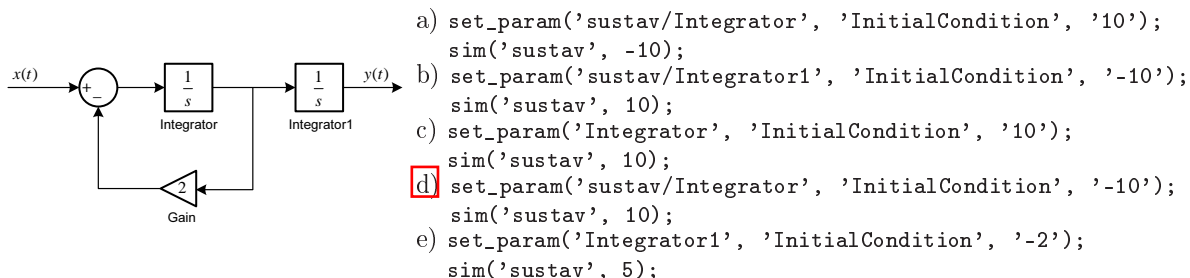 x(t)
+
−
1
s
Integrator
1
s
Integrator1
y(t)
2
Gain
a) set_param('sustav/Integrator', 'InitialCondition', '10');
sim('sustav', -10);
b) set_param('sustav/Integrator1', 'InitialCondition', '-10');
sim('sustav', 10);
c) set_param('Integrator', 'InitialCondition', '10');
sim('sustav', 10);
d) set_param('sustav/Integrator', 'InitialCondition', '-10');
sim('sustav', 10);
e) set_param('Integrator1', 'InitialCondition', '-2');
sim('sustav', 5);